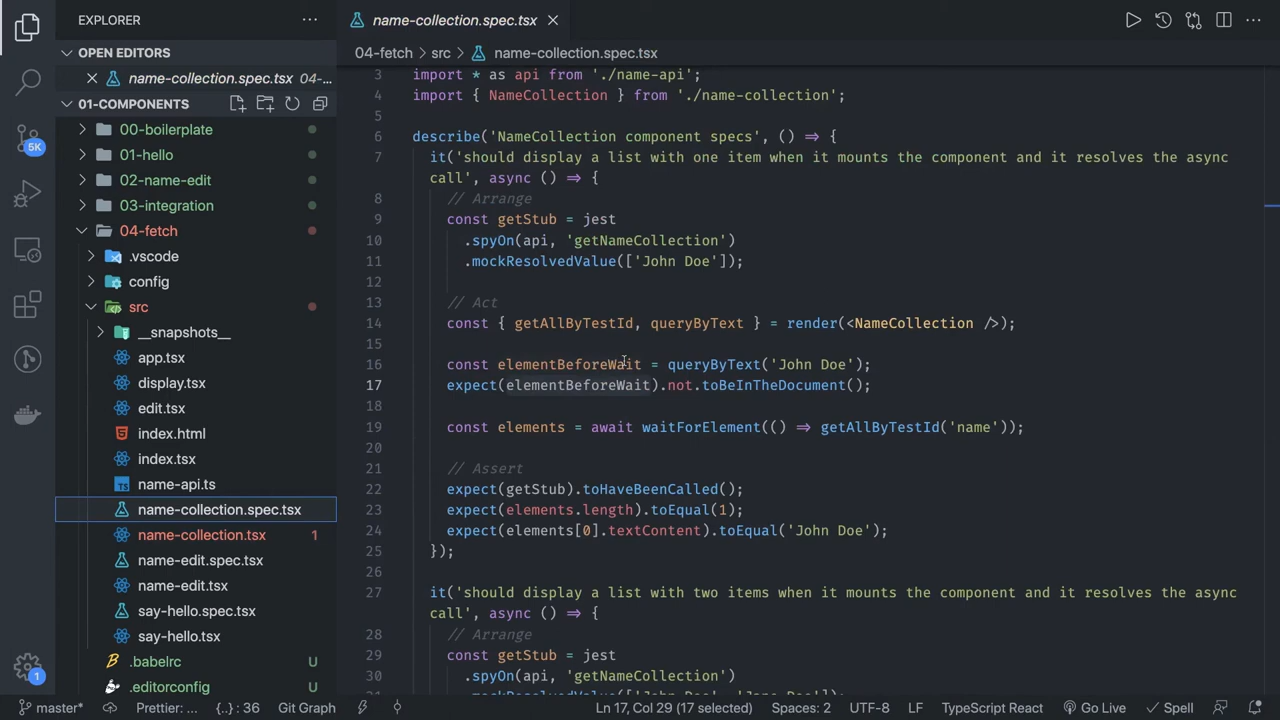 EXPLORER
OPEN EDITORS
name-collection.spec.tsx 04-...
01-COMPONENTS
00-boilerplate
01-hello
02-name-edit
03-integration
04-fetch
.vscode
config
src
__snapshots__
app.tsx
display.tsx
edit.tsx
index.html
index.tsx
name-api.ts
name-collection.spec.tsx
name-collection.tsx 1
name-edit.spec.tsx
name-edit.tsx
say-hello.spec.tsx
say-hello.tsx
.babelrc U
.editorconfig U
5K
1
name-collection.spec.tsx
04-fetch > src > name-collection.spec.tsx
3 import * as api from './name-api';
4 import { NameCollection } from './name-collection';
5
6 describe('NameCollection component specs', () => {
7 it('should display a list with one item when it mounts the component and it resolves the async
call', async () => {
8 // Arrange
9 const getStub = jest
10 .spyOn(api, 'getNameCollection')
11 .mockResolvedValue(['John Doe']);
12
13 // Act
14 const { getAllByTestId, queryByText } = render(<NameCollection />);
15
16 const elementBeforeWait = queryByText('John Doe');
17 expect(elementBeforeWait).not.toBeInTheDocument();
18
19 const elements = await waitForElement(() => getAllByTestId('name'));
20
21 // Assert
22 expect(getStub).toHaveBeenCalled();
23 expect(elements.length).toEqual(1);
24 expect(elements[0].textContent).toEqual('John Doe');
25 });
26
27 it('should display a list with two items when it mounts the component and it resolves the async
call', async () => {
28 // Arrange
29 const getStub = jest
30 .spyOn(api, 'getNameCollection')
31 .mockResolvedValue(['John Doe', 'Jane Doe']);
master* Prettier: ... {..}: 36 Git Graph Ln 17, Col 29 (17 selected) Spaces: 2 UTF-8 LF TypeScript React Go Live Spell